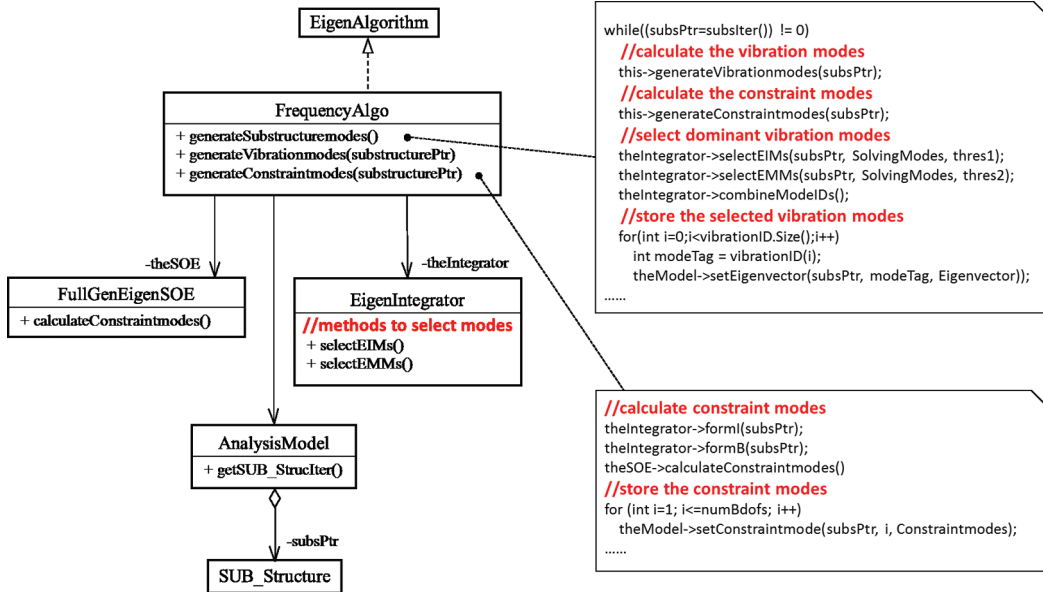 EigenAlgorithm
FrequencyAlgo
+ generateSubstructuremodes()
+ generateVibrationmodes(substructurePtr)
+ generateConstraintmodes(substructurePtr)
-theSOE
-theIntegrator
FullGenEigenSOE
+ calculateConstraintmodes()
EigenIntegrator
//methods to select modes
+ selectEIMs()
+ selectEMMs()
AnalysisModel
+ getSUB_StrucIter()
-subsPtr
SUB_Structure
while((subsPtr=subsIter()) != 0)
//calculate the vibration modes
this->generateVibrationmodes(subsPtr);
//calculate the constraint modes
this->generateConstraintmodes(subsPtr);
//select dominant vibration modes
theIntegrator->selectEIMs(subsPtr, SolvingModes, thres1);
theIntegrator->selectEMMs(subsPtr, SolvingModes, thres2);
theIntegrator->combineModeIDs();
//store the selected vibration modes
for(int i=0;i<vibrationID.Size();i++)
int modeTag = vibrationID(i);
theModel->setEigenvector(subsPtr, modeTag, Eigenvector));
......
//calculate constraint modes
theIntegrator->formI(subsPtr);
theIntegrator->formB(subsPtr);
theSOE->calculateConstraintmodes()
//store the constraint modes
for (int i=1; i<=numBdofs; i++)
theModel->setConstraintmode(subsPtr, i, Constraintmodes);
......